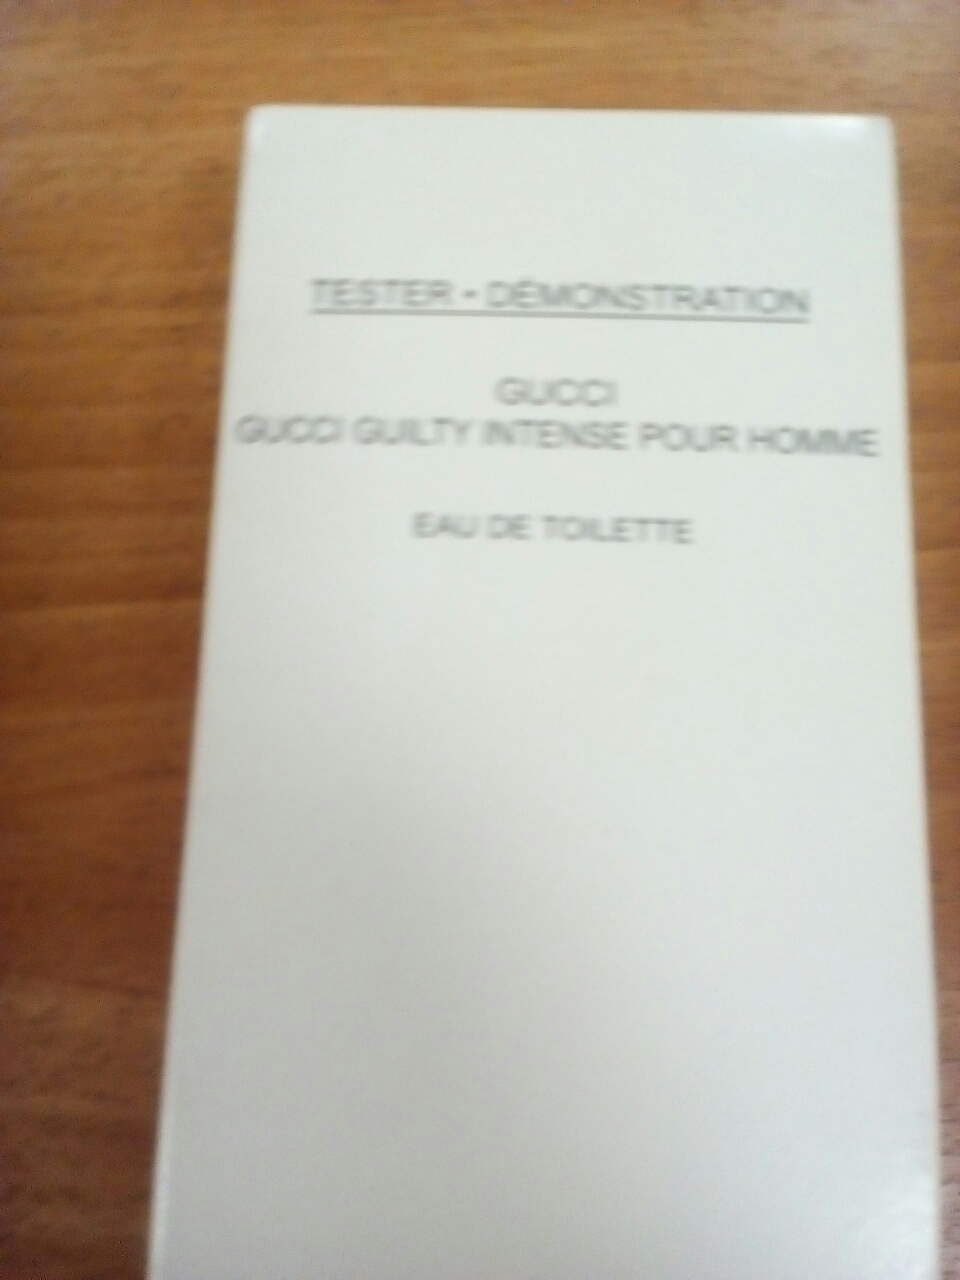 TESTER • DÉMONSTRATION
GUCCI
GUCCI GUILTY INTENSE POUR HOMME
EAU DE TOILETTE